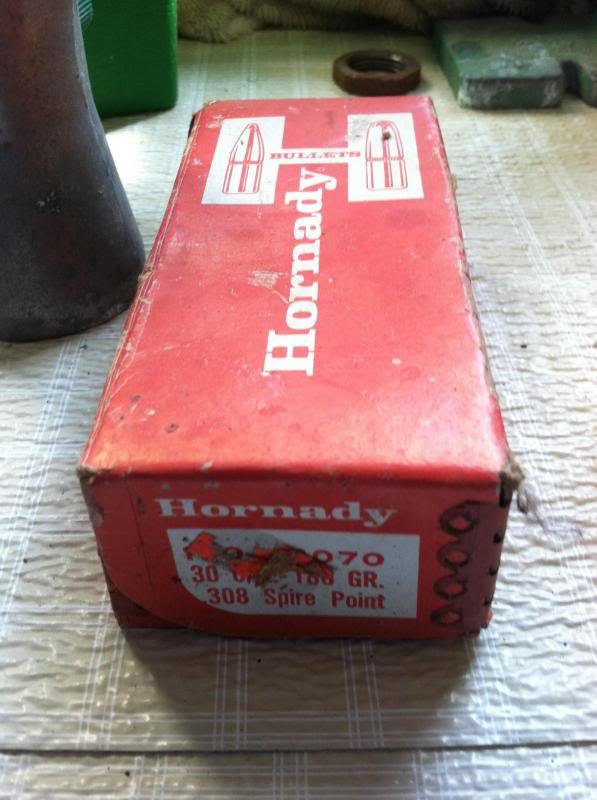 BULLETS
Hornady
Hornady
070
30 GR.
308 Spire Point